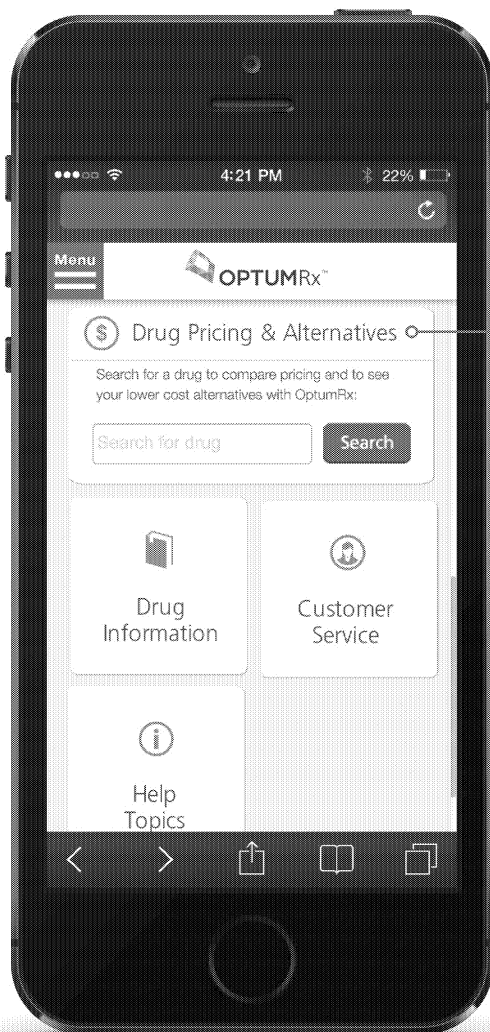 4:21 PM
22%
Menu
OPTUMRx™
$ Drug Pricing & Alternatives
Search for a drug to compare pricing and to see
your lower cost alternatives with OptumRx:
Search for drug
Search
Drug
Information
Customer
Service
Help
Topics